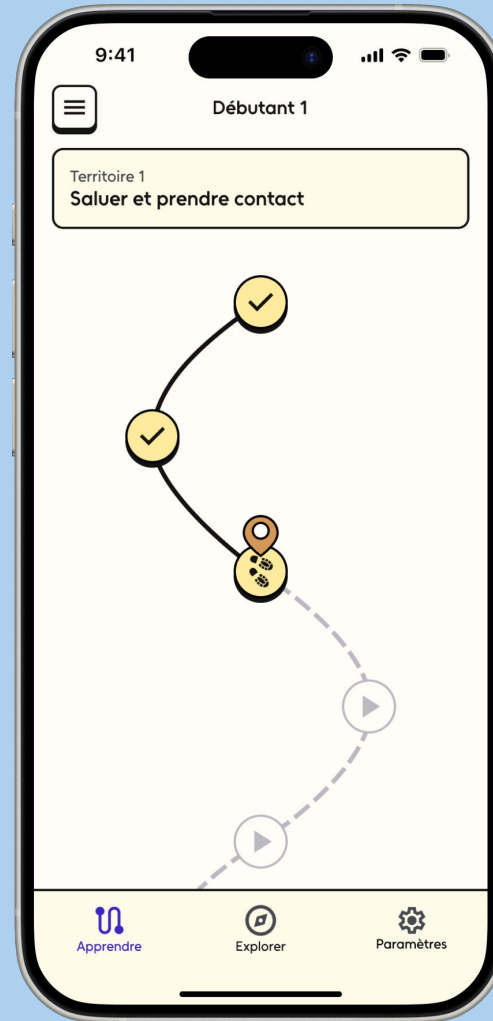 9:41
Débutant 1
Territoire 1
Saluer et prendre contact
Apprendre
Explorer
Paramètres